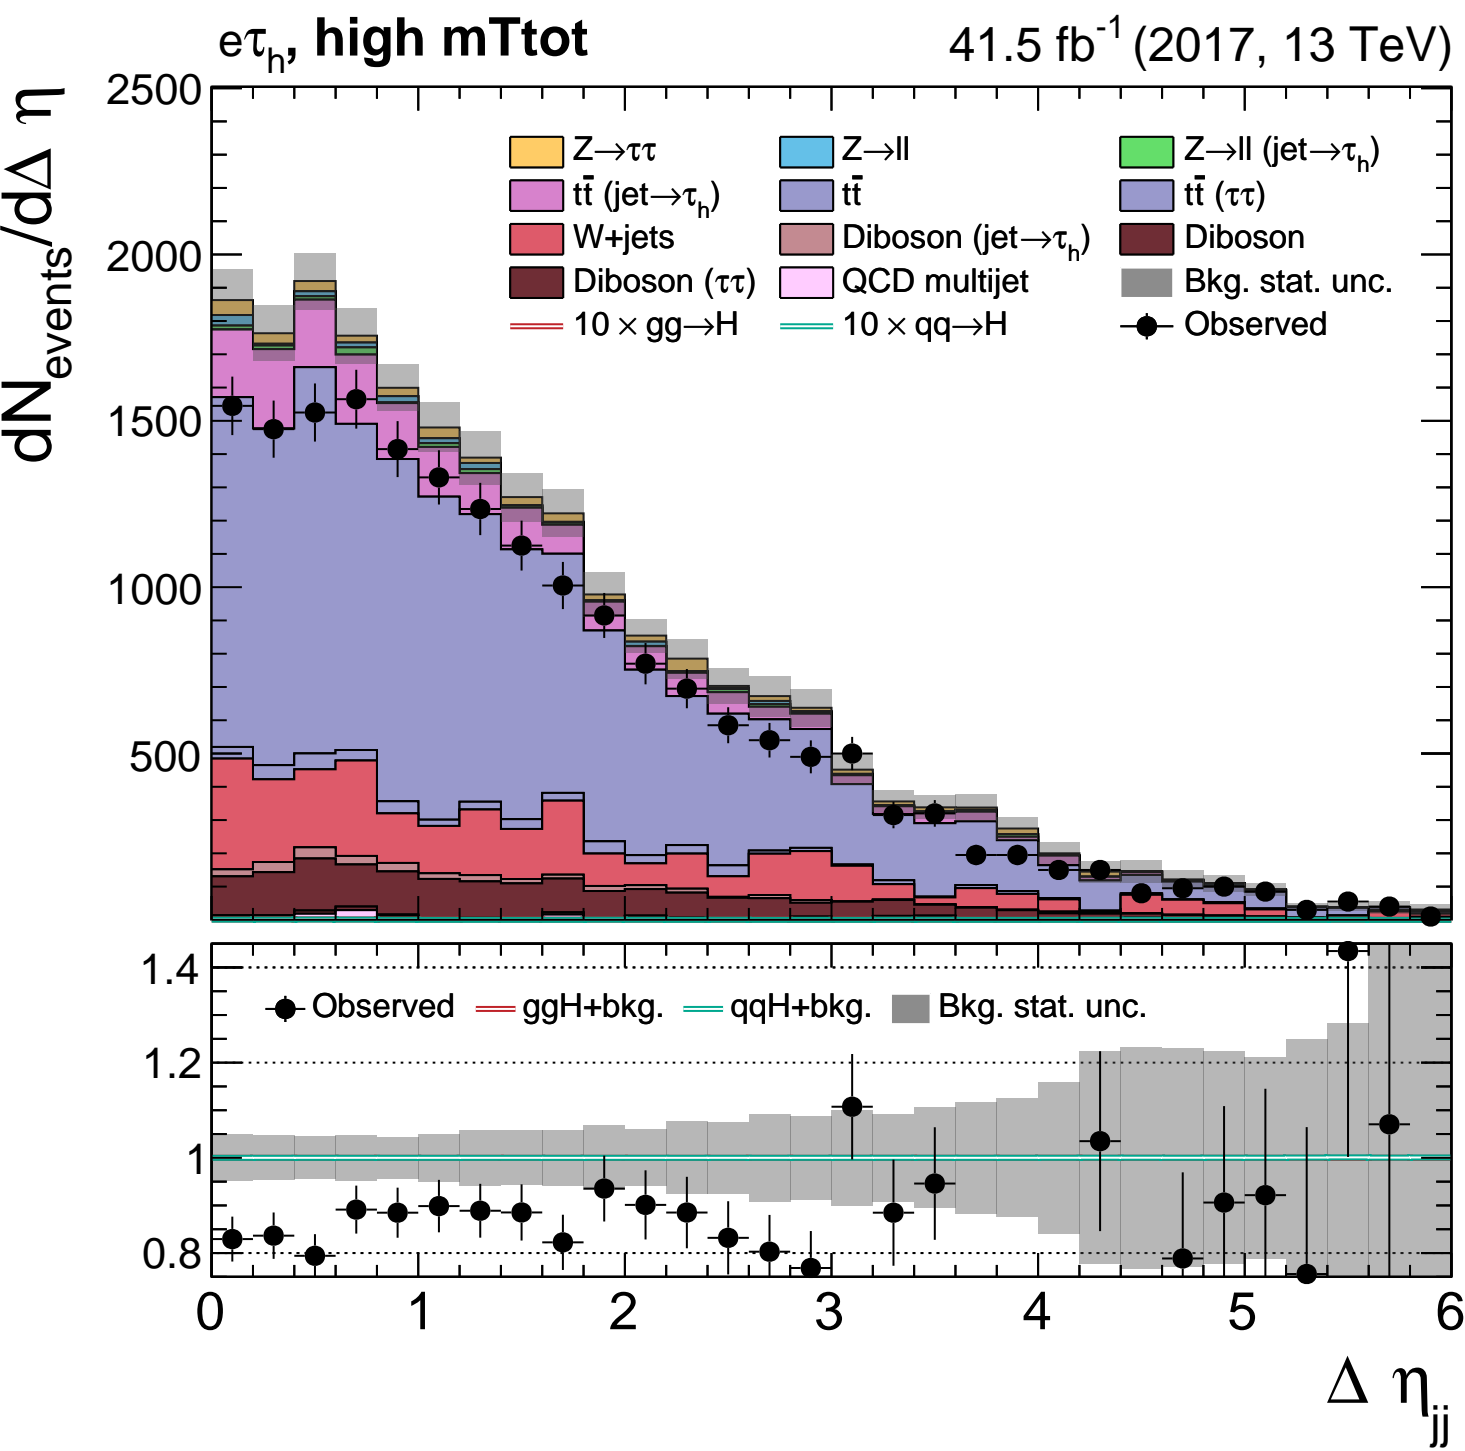 eτh, high mTtot 41.5 fb-1 (2017, 13 TeV)
dNevents/dΔ η
2500
2000
1500
1000
500
Z→ττ Z→ll Z→ll (jet→τh)
tt̄ (jet→τh) tt̄ tt̄ (ττ)
W+jets Diboson (jet→τh) Diboson
Diboson (ττ) QCD multijet Bkg. stat. unc.
10 × gg→H 10 × qq→H Observed
1.4
1.2
1
0.8
Observed ggH+bkg. qqH+bkg. Bkg. stat. unc.
0 1 2 3 4 5 6
Δ ηjj